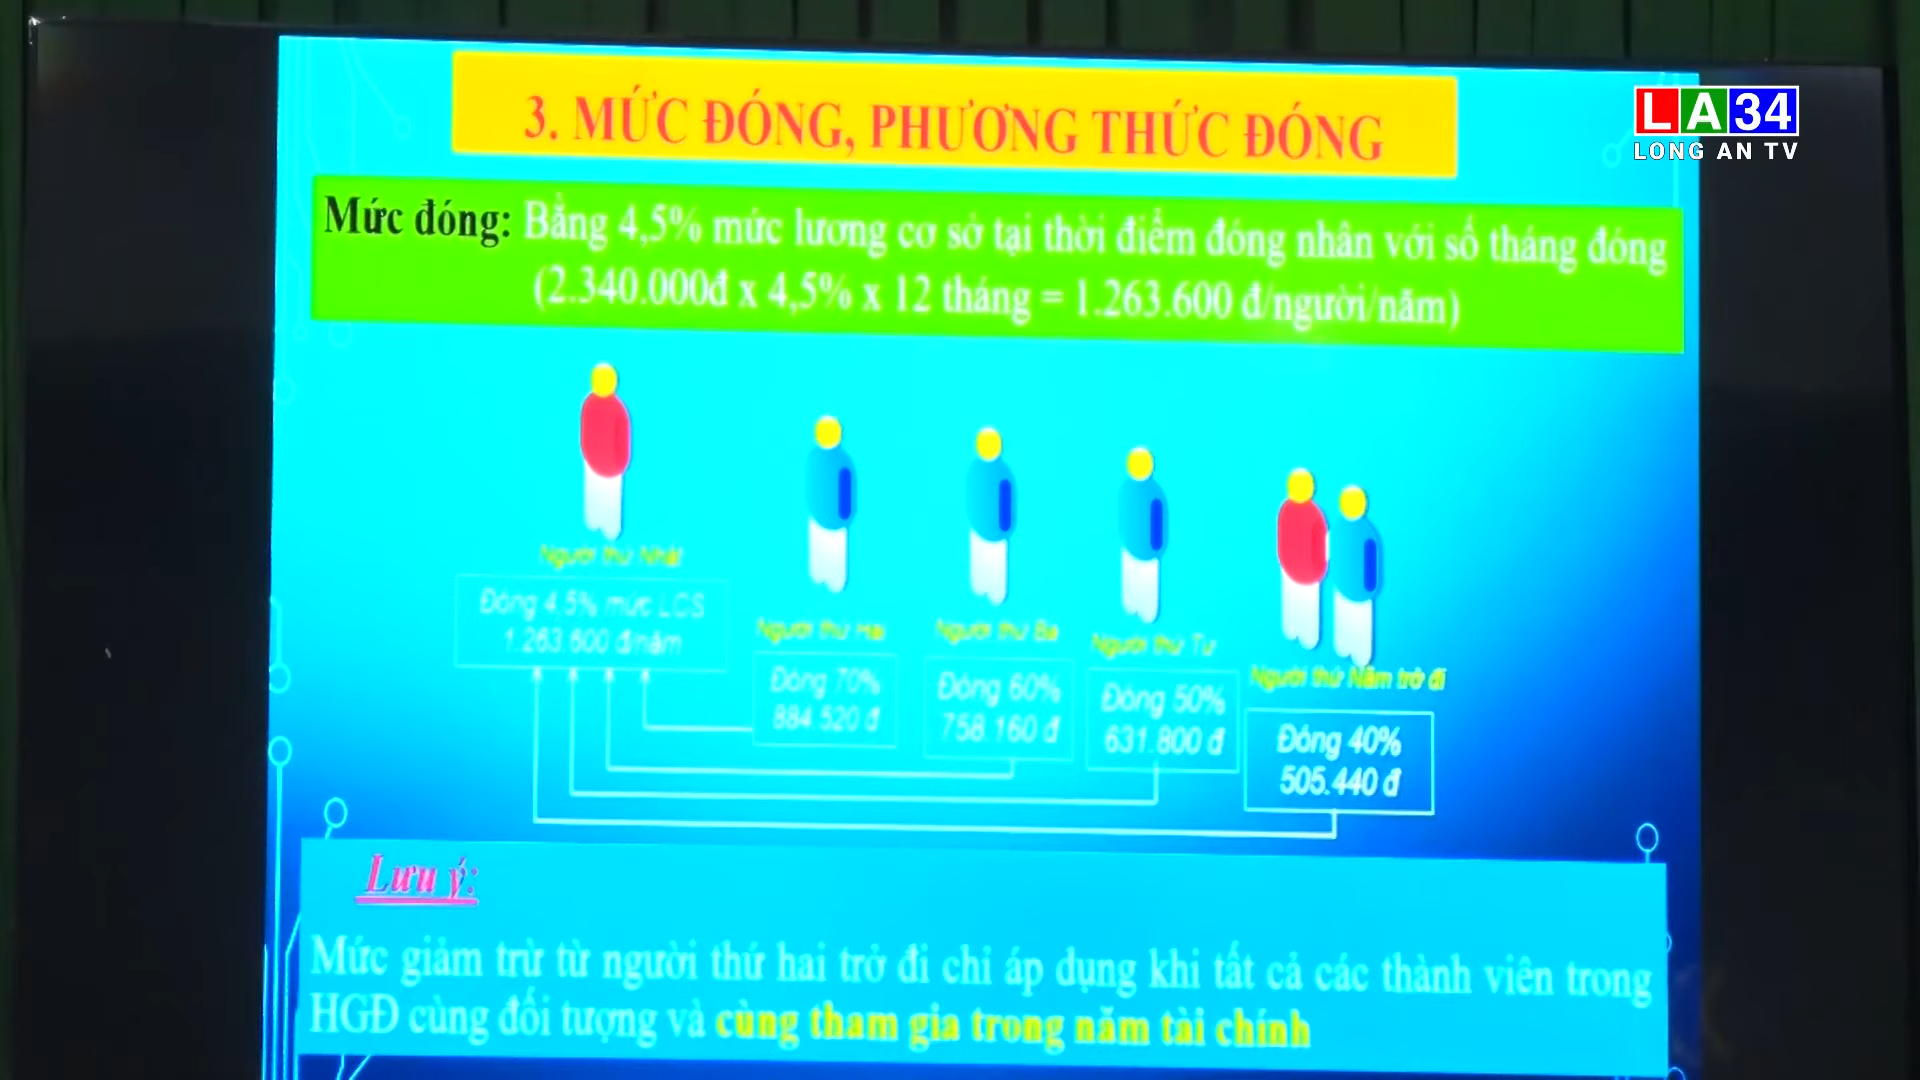 3. MỨC ĐÓNG, PHƯƠNG THỨC ĐÓNG
LA34
LONG AN TV
Mức đóng: Bằng 4,5% mức lương cơ sở tại thời điểm đóng nhân với số tháng đóng
(2.340.000đ x 4,5% x 12 tháng = 1.263.600 đ/người/năm)
Người thứ Nhất
Đóng 4,5% mức LCS
1.263.600 đ/năm
Người thứ Hai
Đóng 70%
884.520 đ
Người thứ Ba
Đóng 60%
758.160 đ
Người thứ Tư
Đóng 50%
631.800 đ
Người thứ Năm trở đi
Đóng 40%
505.440 đ
Lưu ý:
Mức giảm trừ từ người thứ hai trở đi chỉ áp dụng khi tất cả các thành viên trong
HGĐ cùng đối tượng và cùng tham gia trong năm tài chính